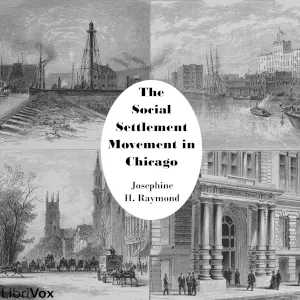 The
Social
Settlement
Movement in
Chicago
Josephine
H. Raymond
LibriVox